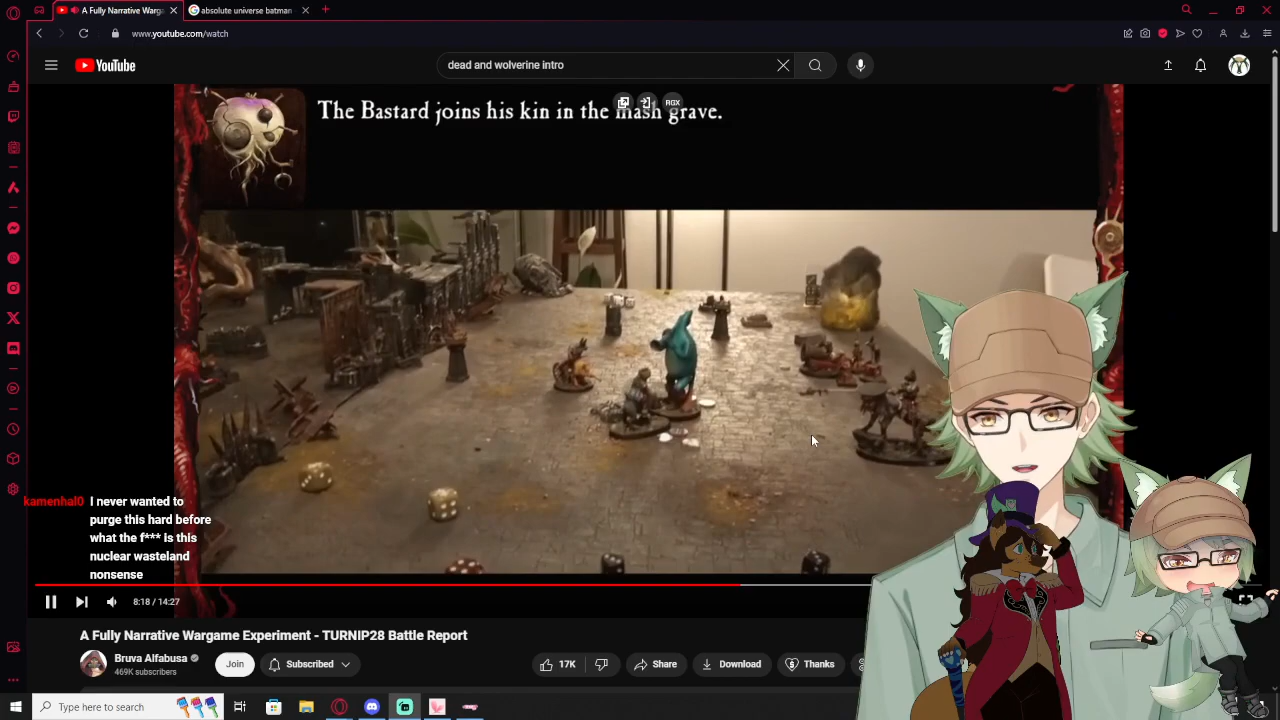 A Fully Narrative Warga
absolute universe batman
www.youtube.com/watch
YouTube
dead and wolverine intro
RGX
The Bastard joins his kin in the mash grave.
kamenhal0 I never wanted to
purge this hard before
what the f*** is this
nuclear wasteland
nonsense
8:18 / 14:27
A Fully Narrative Wargame Experiment - TURNIP28 Battle Report
Bruva Alfabusa
469K subscribers
Join
Subscribed
17K
Share
Download
Thanks
Type here to search